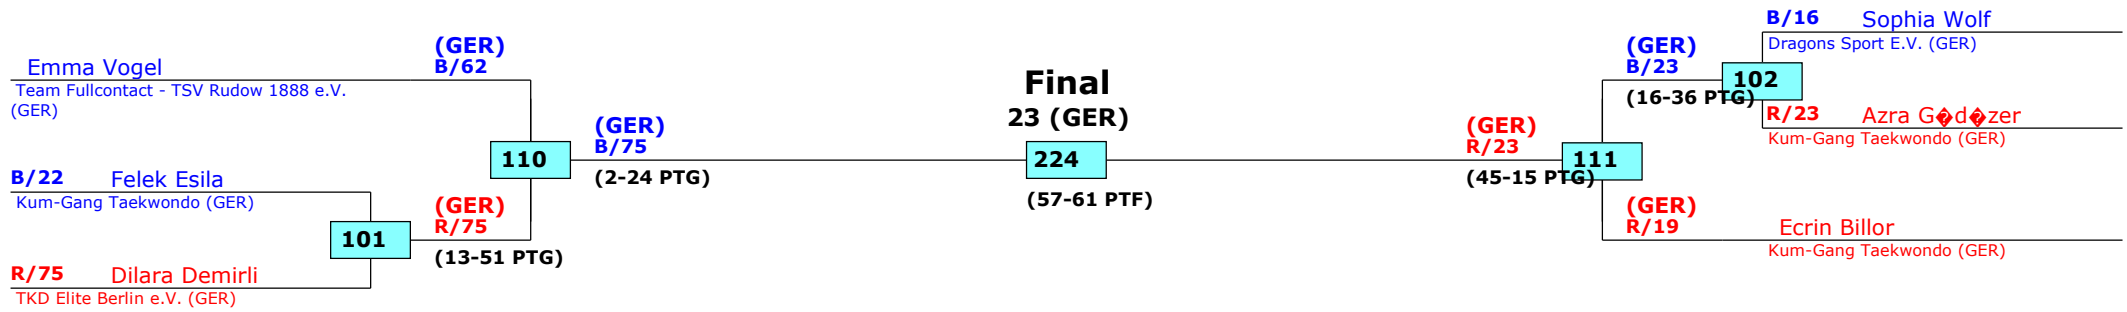 Emma Vogel
Team Fullcontact - TSV Rudow 1888 e.V.
(GER)
B/22 Felek Esila
Kum-Gang Taekwondo (GER)
101
R/75 Dilara Demirli
TKD Elite Berlin e.V. (GER)
(GER)
B/62
110
(GER)
R/75
(13-51 PTG)
(GER)
B/75
(2-24 PTG)
Final
23 (GER)
224
(57-61 PTF)
(GER)
R/23
(45-15 PTG)
111
(GER)
B/23
(16-36 PTG)
102
(GER)
R/19
B/16 Sophia Wolf
Dragons Sport E.V. (GER)
R/23 Azra G�d�zer
Kum-Gang Taekwondo (GER)
Ecrin Billor
Kum-Gang Taekwondo (GER)